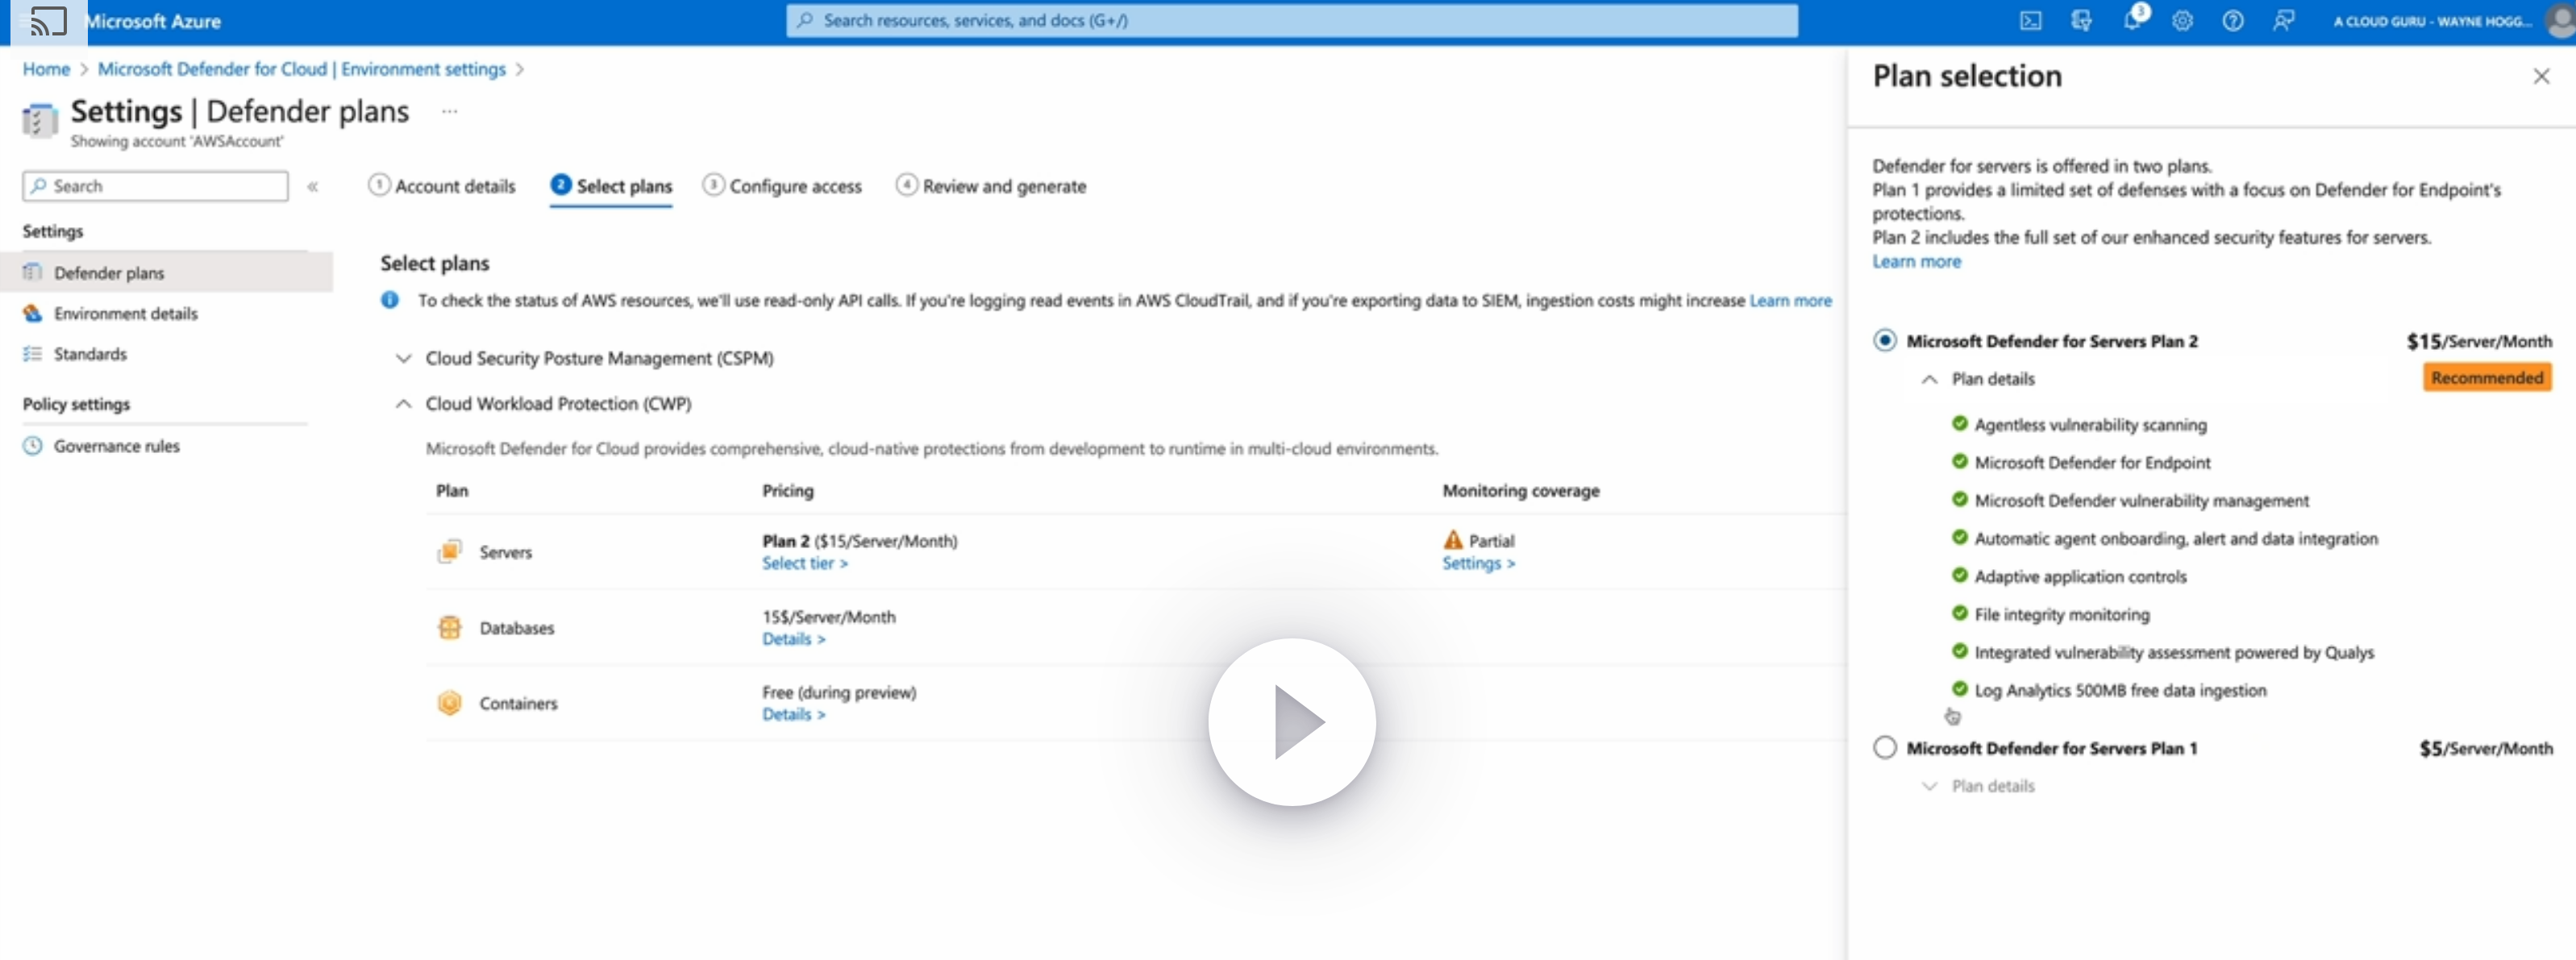 Microsoft Azure
Search resources, services, and docs (G+/)
3
A CLOUD GURU - WAYNE HOGG...
Home > Microsoft Defender for Cloud | Environment settings >
Settings | Defender plans ...
Showing account 'AWSAccount'
Search «
Settings
Defender plans
Environment details
Standards
Policy settings
Governance rules
1 Account details 2 Select plans 3 Configure access 4 Review and generate
Select plans
To check the status of AWS resources, we'll use read-only API calls. If you're logging read events in AWS CloudTrail, and if you're exporting data to SIEM, ingestion costs might increase Learn more
Cloud Security Posture Management (CSPM)
Cloud Workload Protection (CWP)
Microsoft Defender for Cloud provides comprehensive, cloud-native protections from development to runtime in multi-cloud environments.
Plan Pricing Monitoring coverage
Servers Plan 2 ($15/Server/Month) Partial
Select tier > Settings >
Databases 15$/Server/Month
Details >
Containers Free (during preview)
Details >
Plan selection
Defender for servers is offered in two plans.
Plan 1 provides a limited set of defenses with a focus on Defender for Endpoint's
protections.
Plan 2 includes the full set of our enhanced security features for servers.
Learn more
Microsoft Defender for Servers Plan 2 $15/Server/Month
Plan details Recommended
Agentless vulnerability scanning
Microsoft Defender for Endpoint
Microsoft Defender vulnerability management
Automatic agent onboarding, alert and data integration
Adaptive application controls
File integrity monitoring
Integrated vulnerability assessment powered by Qualys
Log Analytics 500MB free data ingestion
Microsoft Defender for Servers Plan 1 $5/Server/Month
Plan details